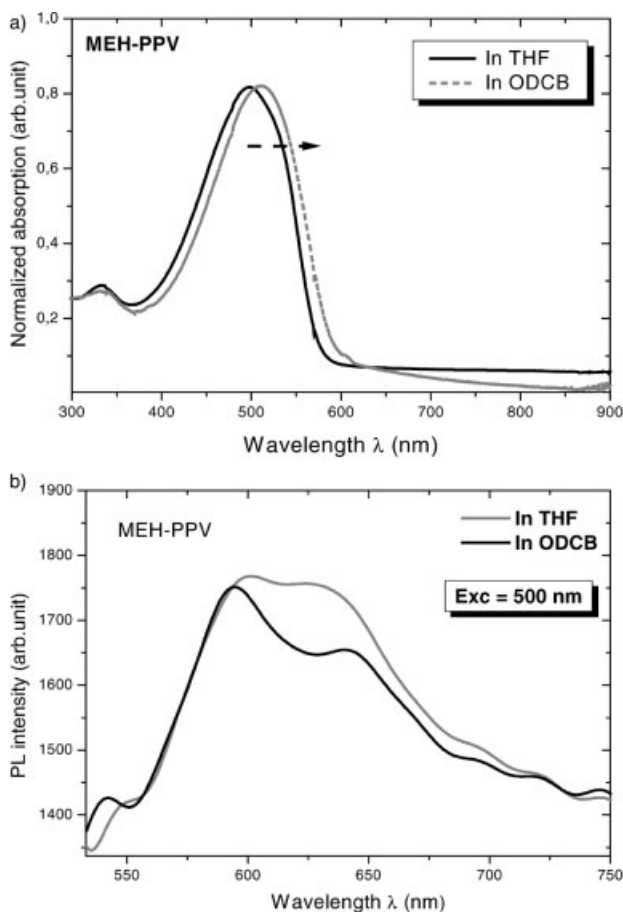 a)
MEH-PPV
In THF
In ODCB
Normalized absorption (arb.unit)
1,0
0,8
0,6
0,4
0,2
300 400 500 600 700 800 900
Wavelength λ (nm)
b)
MEH-PPV
In THF
In ODCB
Exc = 500 nm
PL intensity (arb.unit)
1900
1800
1700
1600
1500
1400
550 600 650 700 750
Wavelength λ (nm)